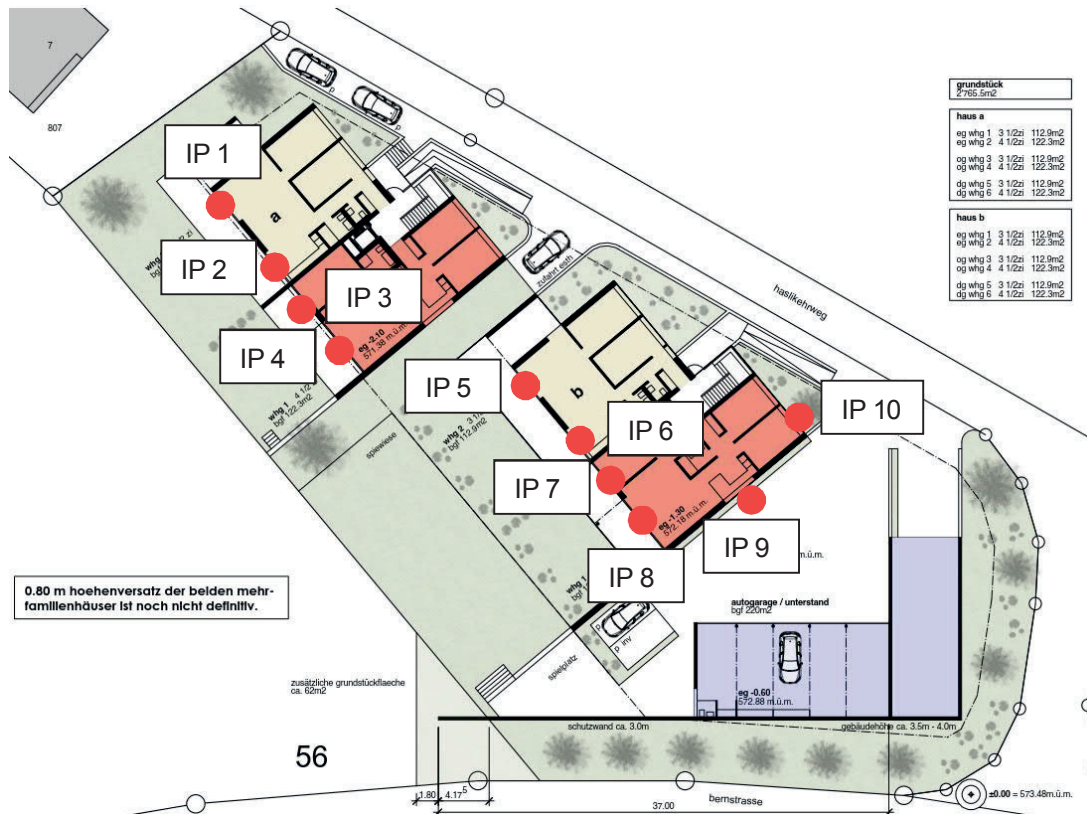 7
807
IP 1
IP 2
IP 3
IP 4
IP 5
IP 6
IP 7
IP 8
IP 9
IP 10
a
b
p
p
zufahrt esth
haslikehrweg
grundstück
2'765.5m2
haus a
eg whg 1 3 1/2zi 112.9m2
eg whg 2 4 1/2zi 122.3m2
og whg 3 3 1/2zi 112.9m2
og whg 4 4 1/2zi 122.3m2
dg whg 5 3 1/2zi 112.9m2
dg whg 6 4 1/2zi 122.3m2
haus b
eg whg 1 3 1/2zi 112.9m2
eg whg 2 4 1/2zi 122.3m2
og whg 3 3 1/2zi 112.9m2
og whg 4 4 1/2zi 122.3m2
dg whg 5 3 1/2zi 112.9m2
dg whg 6 4 1/2zi 122.3m2
eg -2.10
571.38 m.ü.m.
whg 1 4 1/2
bgf 122.3m2
spielwiese
whg 2 3 1/
bgf 112.9m2
eg -1.30
572.18 m.ü.m.
m.ü.m.
whg 1
0.80 m hoehenversatz der beiden mehr-
familienhäuser ist noch nicht definitiv.
autogarage / unterstand
bgf 220m2
p
p inv
spielplatz
zusätzliche grundstückflaeche
ca. 62m2
eg -0.60
572.88 m.ü.m.
schutzwand ca. 3.0m
gebäudehöhe ca. 3.5m - 4.0m
56
1.80
4.17⁵
37.00
bernstrasse
±0.00 = 573.48m.ü.m.